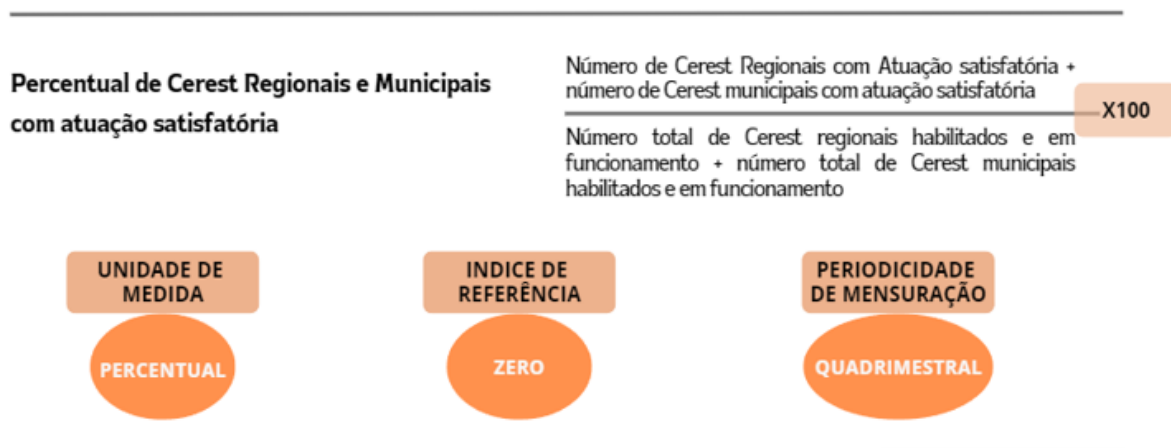 Percentual de Cerest Regionais e Municipais
com atuação satisfatória
Número de Cerest Regionais com Atuação satisfatória +
número de Cerest municipais com atuação satisfatória
X100
Número total de Cerest regionais habilitados e em
funcionamento + número total de Cerest municipais
habilitados e em funcionamento
UNIDADE DE
MEDIDA
PERCENTUAL
INDICE DE
REFERÊNCIA
ZERO
PERIODICIDADE
DE MENSURAÇÃO
QUADRIMESTRAL